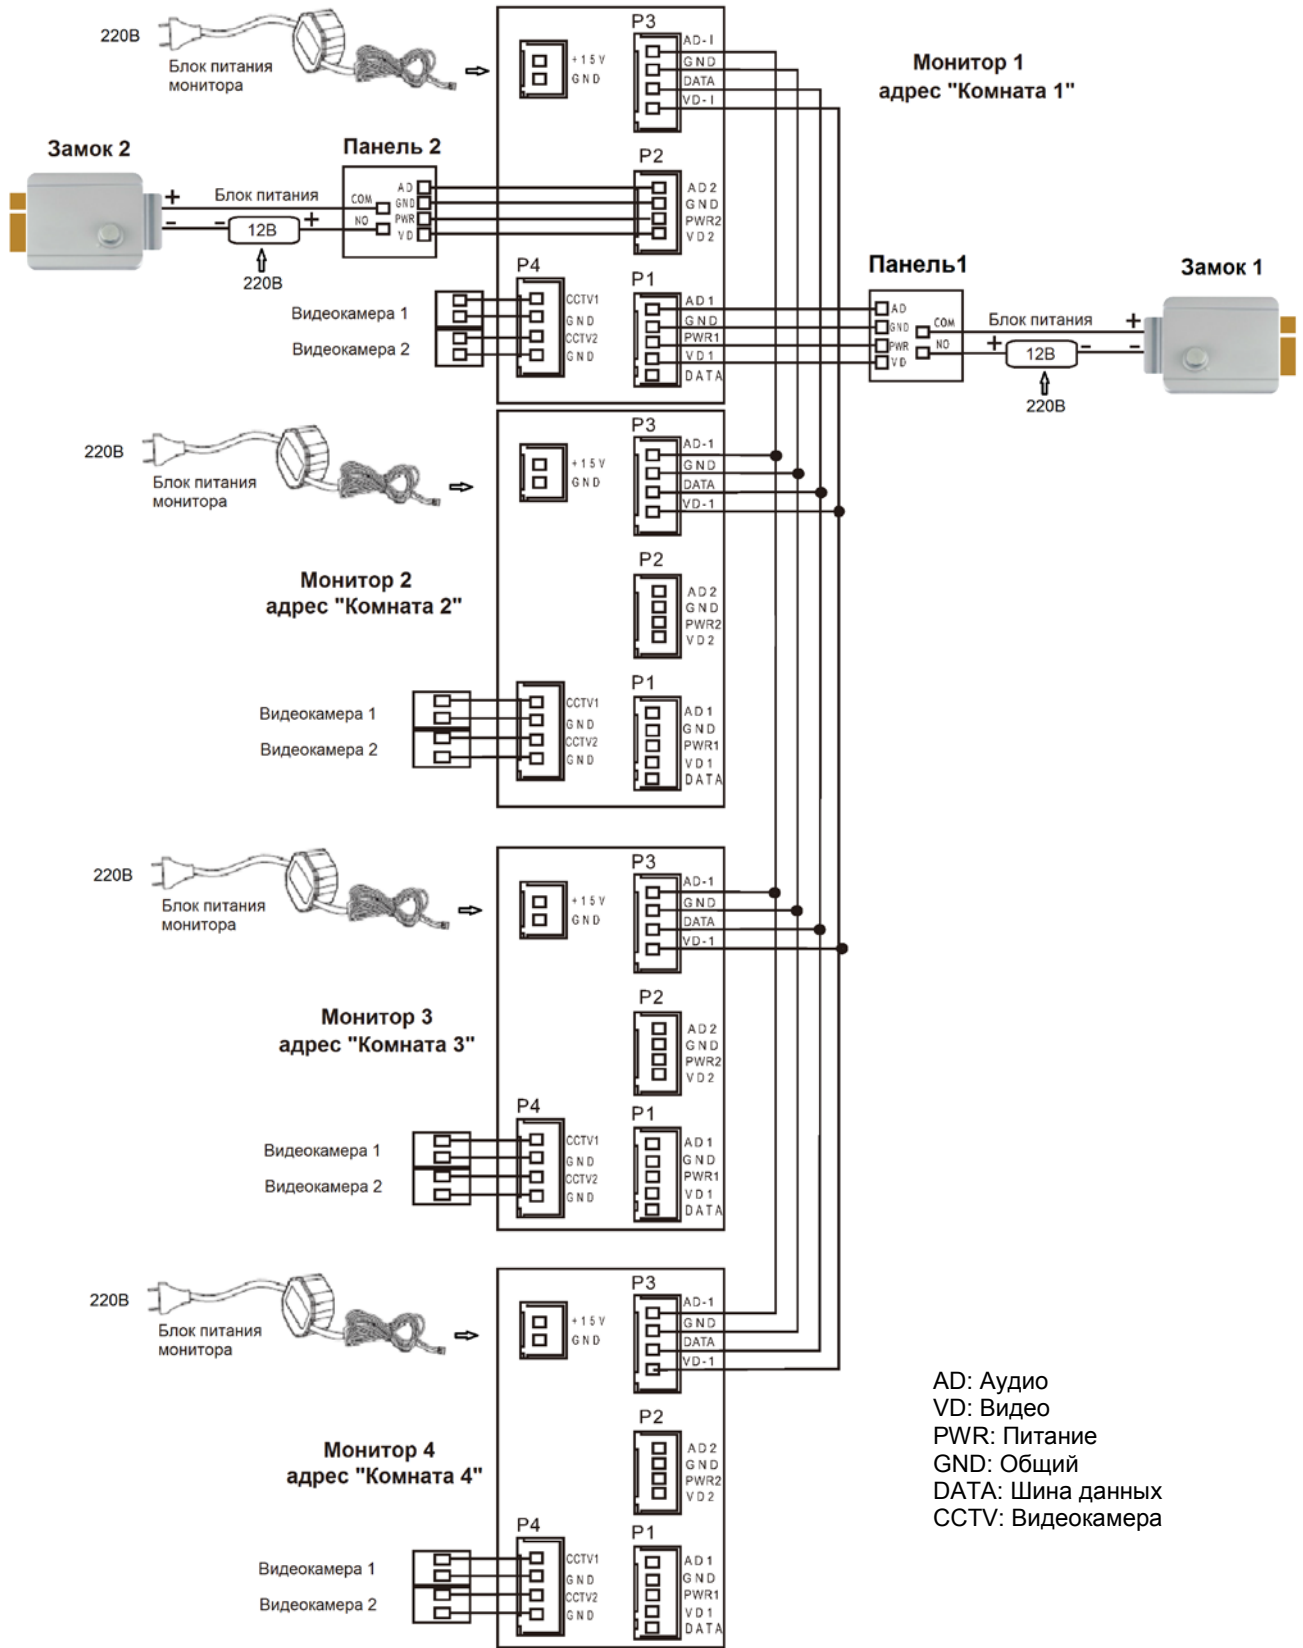 220В
Блок питания
монитора
+15V
GND
P3
AD-I
GND
DATA
VD-I
Монитор 1
адрес "Комната 1"
Замок 2
+
-
Блок питания
-
12В
+
220В
Панель 2
COM
NO
AD
GND
PWR
VD
P2
AD2
GND
PWR2
VD2
Видеокамера 1
Видеокамера 2
P4
CCTV1
GND
CCTV2
GND
P1
AD1
GND
PWR1
VD1
DATA
Панель1
AD
GND
PWR
VD
COM
NO
Блок питания
+
12В
-
220В
+
-
Замок 1
220В
Блок питания
монитора
+15V
GND
P3
AD-1
GND
DATA
VD-1
Монитор 2
адрес "Комната 2"
P2
AD2
GND
PWR2
VD2
Видеокамера 1
Видеокамера 2
CCTV1
GND
CCTV2
GND
P1
AD1
GND
PWR1
VD1
DATA
220В
Блок питания
монитора
+15V
GND
P3
AD-1
GND
DATA
VD-1
Монитор 3
адрес "Комната 3"
P2
AD2
GND
PWR2
VD2
Видеокамера 1
Видеокамера 2
P4
CCTV1
GND
CCTV2
GND
P1
AD1
GND
PWR1
VD1
DATA
220В
Блок питания
монитора
+15V
GND
P3
AD-1
GND
DATA
VD-1
Монитор 4
адрес "Комната 4"
P2
AD2
GND
PWR2
VD2
Видеокамера 1
Видеокамера 2
P4
CCTV1
GND
CCTV2
GND
P1
AD1
GND
PWR1
VD1
DATA
AD: Аудио
VD: Видео
PWR: Питание
GND: Общий
DATA: Шина данных
CCTV: Видеокамера